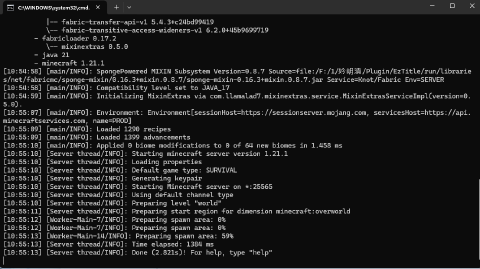 C:\WINDOWS\system32\cmd.
|-- fabric-transfer-api-v1 5.4.3+c24bd99419
\-- fabric-transitive-access-wideners-v1 6.2.0+45b9699719
- fabricloader 0.17.2
\-- mixinextras 0.5.0
- java 21
- minecraft 1.21.1
[10:54:58] [main/INFO]: SpongePowered MIXIN Subsystem Version=0.8.7 Source=file:/F:/1/ /Plugin/EzTitle/run/librarie
s/net/fabricmc/sponge-mixin/0.16.3+mixin.0.8.7/sponge-mixin-0.16.3+mixin.0.8.7.jar Service=Knot/Fabric Env=SERVER
[10:54:58] [main/INFO]: Compatibility level set to JAVA_17
[10:54:59] [main/INFO]: Initializing MixinExtras via com.llamalad7.mixinextras.service.MixinExtrasServiceImpl(version=0.
5.0).
[10:55:07] [main/INFO]: Environment: Environment[sessionHost=https://sessionserver.mojang.com, servicesHost=https://api.
minecraftservices.com, name=PROD]
[10:55:09] [main/INFO]: Loaded 1290 recipes
[10:55:09] [main/INFO]: Loaded 1399 advancements
[10:55:10] [main/INFO]: Applied 0 biome modifications to 0 of 64 new biomes in 1.458 ms
[10:55:10] [Server thread/INFO]: Starting minecraft server version 1.21.1
[10:55:10] [Server thread/INFO]: Loading properties
[10:55:10] [Server thread/INFO]: Default game type: SURVIVAL
[10:55:10] [Server thread/INFO]: Generating keypair
[10:55:10] [Server thread/INFO]: Starting Minecraft server on *:25565
[10:55:10] [Server thread/INFO]: Using default channel type
[10:55:10] [Server thread/INFO]: Preparing level "world"
[10:55:11] [Server thread/INFO]: Preparing start region for dimension minecraft:overworld
[10:55:12] [Worker-Main-7/INFO]: Preparing spawn area: 0%
[10:55:12] [Worker-Main-7/INFO]: Preparing spawn area: 0%
[10:55:13] [Worker-Main-14/INFO]: Preparing spawn area: 59%
[10:55:13] [Server thread/INFO]: Time elapsed: 1384 ms
[10:55:13] [Server thread/INFO]: Done (2.821s)! For help, type "help"